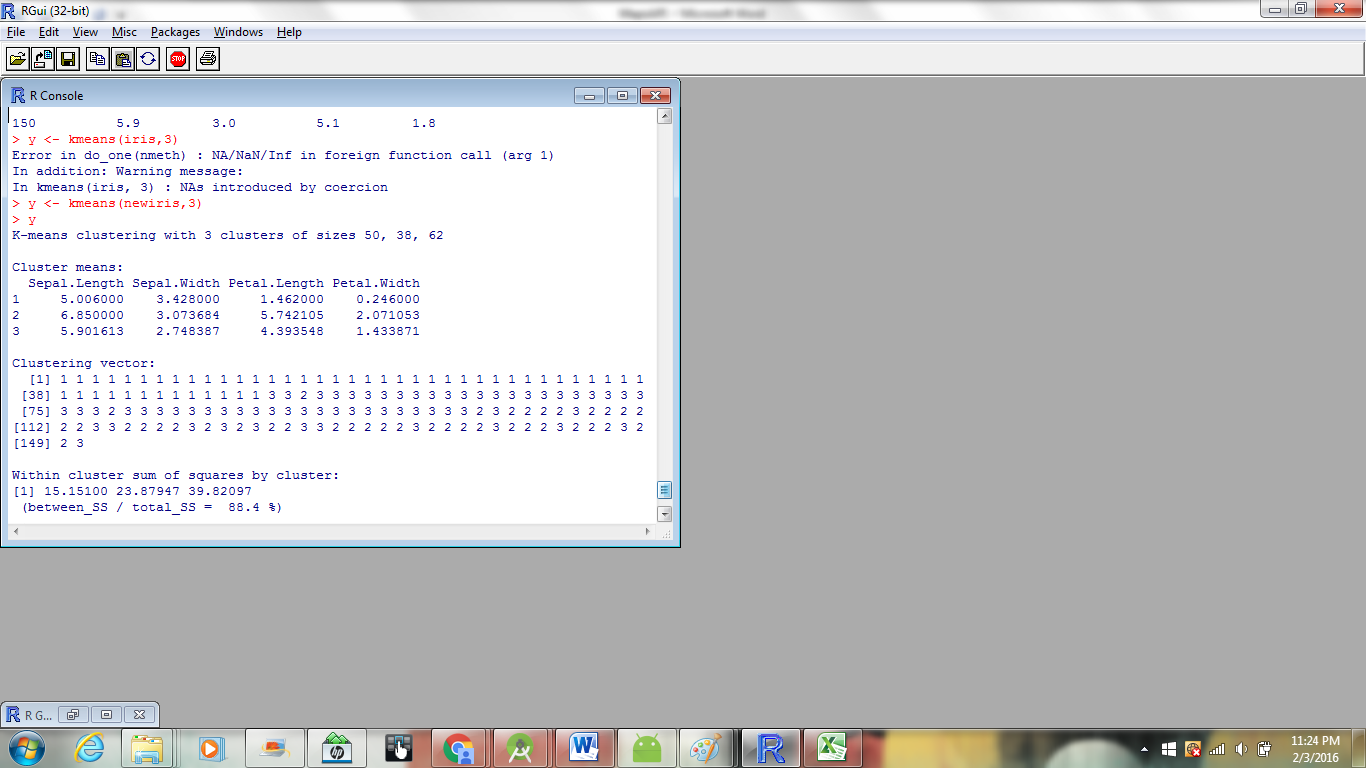 RGui (32-bit)
File Edit View Misc Packages Windows Help
STOP
R Console
150          5.9         3.0          5.1         1.8
> y <- kmeans(iris,3)
Error in do_one(nmeth) : NA/NaN/Inf in foreign function call (arg 1)
In addition: Warning message:
In kmeans(iris, 3) : NAs introduced by coercion
> y <- kmeans(newiris,3)
> y
K-means clustering with 3 clusters of sizes 50, 38, 62
Cluster means:
  Sepal.Length Sepal.Width Petal.Length Petal.Width
1     5.006000    3.428000     1.462000    0.246000
2     6.850000    3.073684     5.742105    2.071053
3     5.901613    2.748387     4.393548    1.433871
Clustering vector:
  [1] 1 1 1 1 1 1 1 1 1 1 1 1 1 1 1 1 1 1 1 1 1 1 1 1 1 1 1 1 1 1 1 1 1 1 1 1 1
 [38] 1 1 1 1 1 1 1 1 1 1 1 1 1 3 3 2 3 3 3 3 3 3 3 3 3 3 3 3 3 3 3 3 3 3 3 3 3
 [75] 3 3 3 2 3 3 3 3 3 3 3 3 3 3 3 3 3 3 3 3 3 3 3 3 3 3 2 3 2 2 2 2 3 2 2 2 2
[112] 2 2 3 3 2 2 2 2 3 2 3 2 3 2 2 3 3 2 2 2 2 2 3 2 2 2 2 3 2 2 2 3 2 2 2 3 2
[149] 2 3
Within cluster sum of squares by cluster:
[1] 15.15100 23.87947 39.82097
 (between_SS / total_SS =  88.4 %)
R G...
11:24 PM
2/3/2016